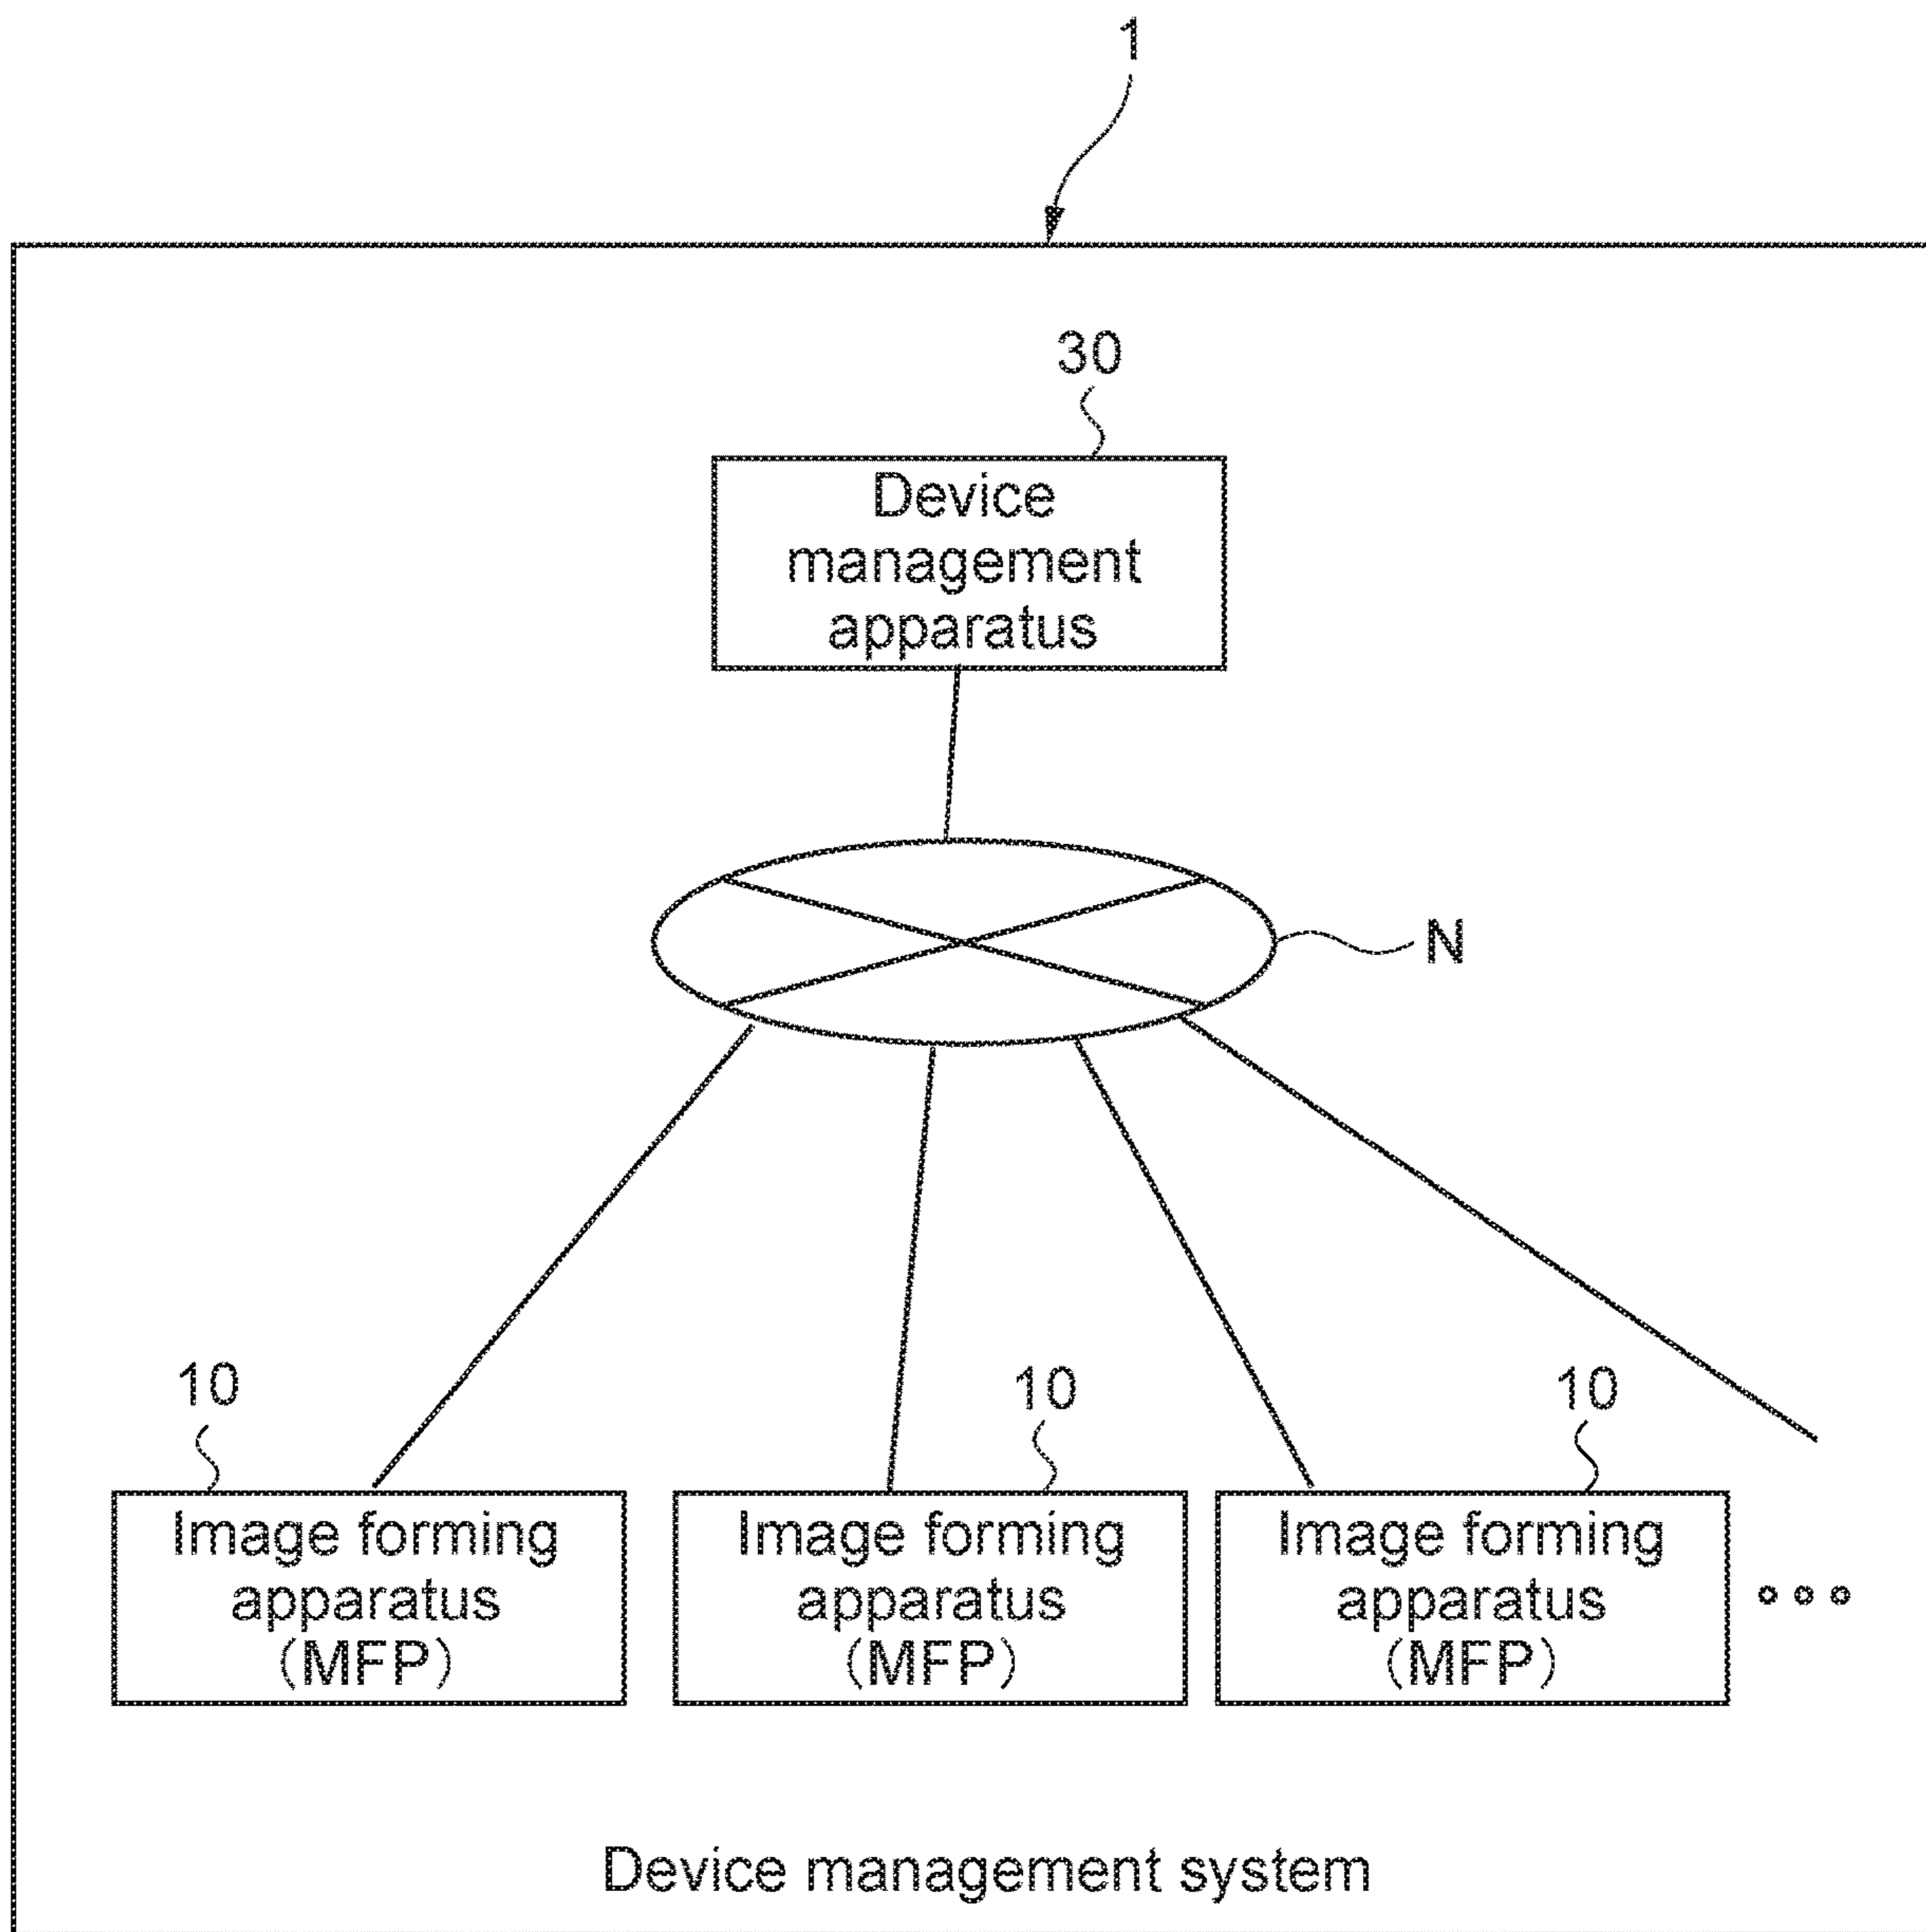 1
30
Device
management
apparatus
N
10
10
10
Image forming
apparatus
(MFP)
Image forming
apparatus
(MFP)
Image forming
apparatus
(MFP)
Device management system